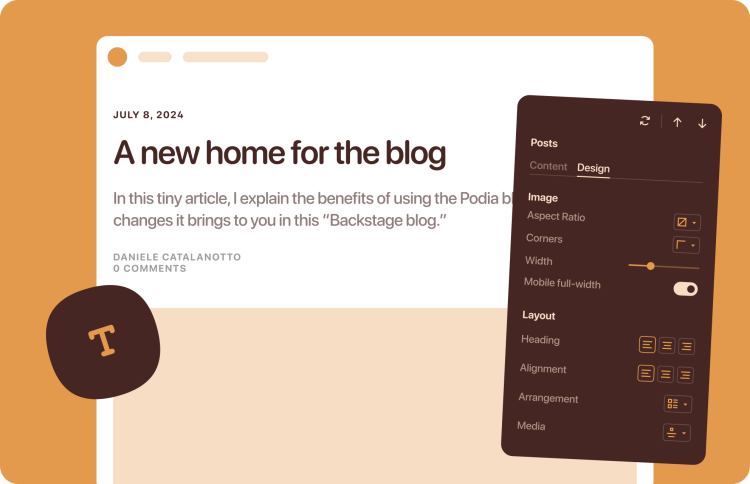 JULY 8, 2024
A new home for the blog
In this tiny article, I explain the benefits of using the Podia
changes it brings to you in this “Backstage blog.”
DANIELE CATALANOTTO
0 COMMENTS
T
Posts
Content Design
Image
Aspect Ratio
Corners
Width
Mobile full-width
Layout
Heading
Alignment
Arrangement
Media